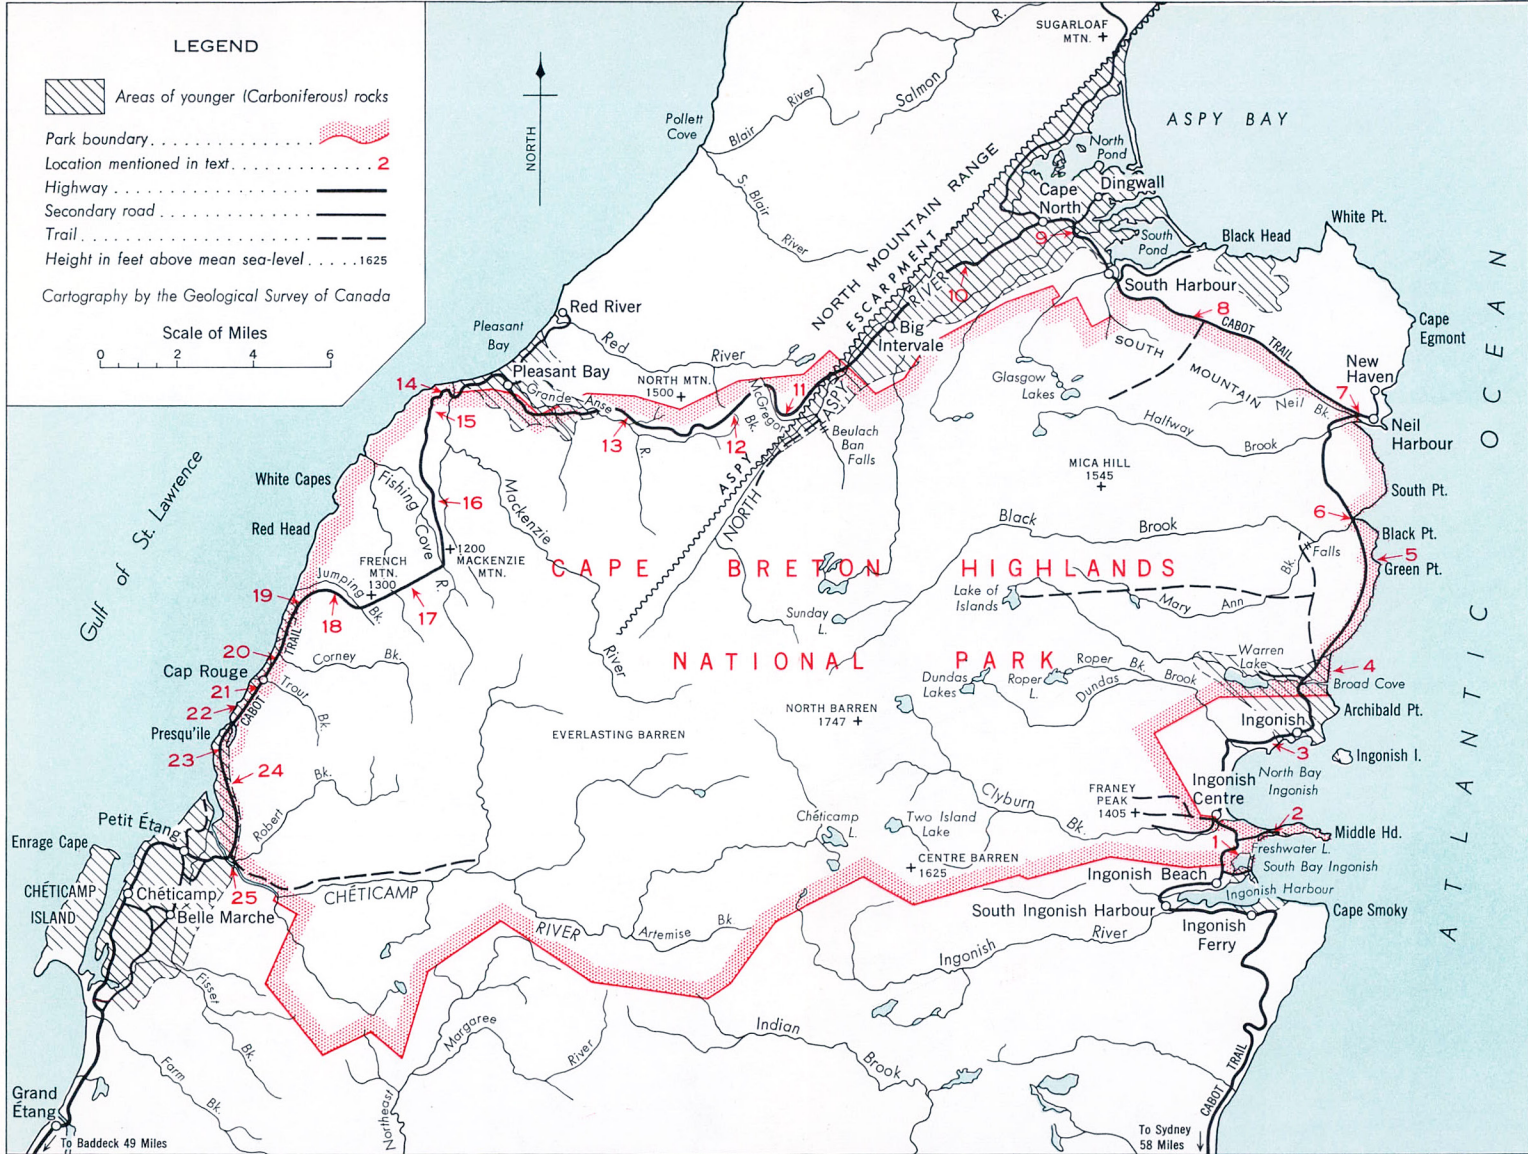 LEGEND
Areas of younger (Carboniferous) rocks
Park boundary
Location mentioned in text 2
Highway
Secondary road
Trail
Height in feet above mean sea-level 1625
Cartography by the Geological Survey of Canada
Scale of Miles
0 2 4 6
NORTH
SUGARLOAF
MTN.
R.
Salmon
Blair River
Pollett
Cove
S. Blair
River
ASPY BAY
North
Pond
Dingwall
Cape
North
9
South
Pond
White Pt.
Black Head
South Harbour
NORTH MOUNTAIN RANGE
ESCARPMENT
RIVER
10
8
CABOT
TRAIL
Cape
Egmont
Red River
Pleasant
Bay
Red
River
Big
Intervale
SOUTH
MOUNTAIN
New
Haven
7
Neil Bk.
Neil
Harbour
14
Pleasant Bay
Grande Anse
R.
NORTH MTN.
1500
McGregor
Bk.
11
ASPY
Glasgow
Lakes
Halfway
Brook
15
13
12
Beulach
Ban
Falls
White Capes
Fishing Cove
R.
16
Mackenzie
River
ASPY
NORTH
MICA HILL
1545
South Pt.
Red Head
6
Black Pt.
5
Green Pt.
Black Brook
Falls
Gulf of St. Lawrence
FRENCH
MTN.
1300
1200
MACKENZIE
MTN.
CAPE BRETON HIGHLANDS
NATIONAL PARK
Jumping
Bk.
19
18
17
Sunday
L.
Lake of
Islands
Mary Ann
Bk.
ATLANTIC OCEAN
TRAIL
20
Corney Bk.
Cap Rouge
21
Trout
Bk.
22
CABOT
Presqu'ile
23
24
Dundas
Lakes
Roper
L.
Roper Bk.
Dundas
Brook
Warren
Lake
4
Broad Cove
Archibald Pt.
Ingonish
3
Ingonish I.
North Bay
Ingonish
NORTH BARREN
1747
EVERLASTING BARREN
Robert
Bk.
Petit Étang
Enrage Cape
Clyburn
Bk.
FRANEY
PEAK
1405
Ingonish
Centre
2
Middle Hd.
1
Freshwater L.
South Bay Ingonish
Chéticamp
L.
Two Island
Lake
CENTRE BARREN
1625
Ingonish Beach
Ingonish Harbour
CHÉTICAMP
ISLAND
Chéticamp
25
Belle Marche
CHÉTICAMP
RIVER
Artemise Bk
South Ingonish Harbour
Cape Smoky
Ingonish
Ferry
Ingonish
River
Fisset
Bk.
Farm
Bk.
Margaree
River
Northeast
Indian
Brook
CABOT TRAIL
Grand
Étang
To Baddeck 49 Miles
To Sydney
58 Miles